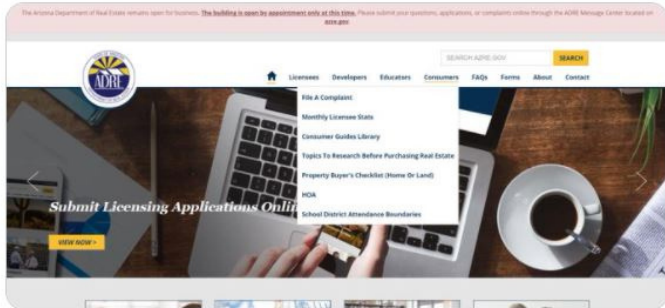 The Arizona Department of Real Estate remains open for business. The building is open by appointment only at this time. Please submit your questions, applications, or complaints online through the ADRE Message Center located on
azre.gov
SEARCH AZRE.GOV
SEARCH
ADRE
Licensees Developers Educators Consumers FAQs Forms About Contact
File A Complaint
Monthly Licensee Stats
Consumer Guides Library
Topics To Research Before Purchasing Real Estate
Property Buyer's Checklist (Home Or Land)
HOA
School District Attendance Boundaries
Submit Licensing Applications Onlin
VIEW NOW >